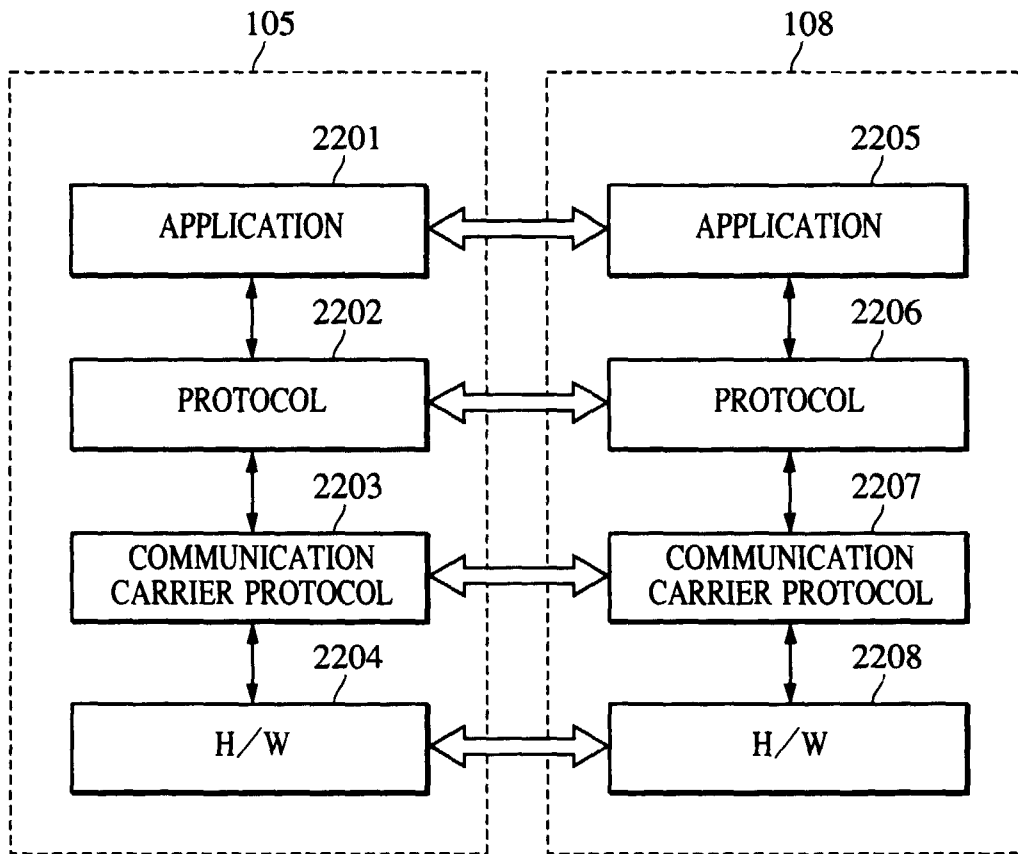 105
108
2201
2205
APPLICATION
APPLICATION
2202
2206
PROTOCOL
PROTOCOL
2203
2207
COMMUNICATION
CARRIER PROTOCOL
COMMUNICATION
CARRIER PROTOCOL
2204
2208
H/W
H/W